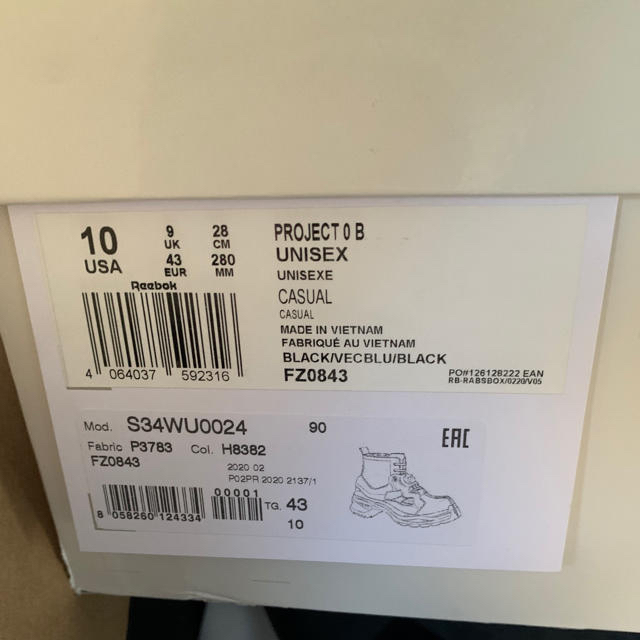 10
USA
9
UK
43
EUR
28
CM
280
MM
Reebok
4 064037 592316
PROJECT 0 B
UNISEX
UNISEXE
CASUAL
CASUAL
MADE IN VIETNAM
FABRIQUÉ AU VIETNAM
BLACK/VECBLU/BLACK
FZ0843
PO#126128222 EAN
RB-RABSBOX/0220/V05
Mod. S34WU0024 90
Fabric P3783 Col. H8382
FZ0843
2020 02
P02PR 2020 2137/1
00001
8 058260 124334
TG. 43
10
EAC